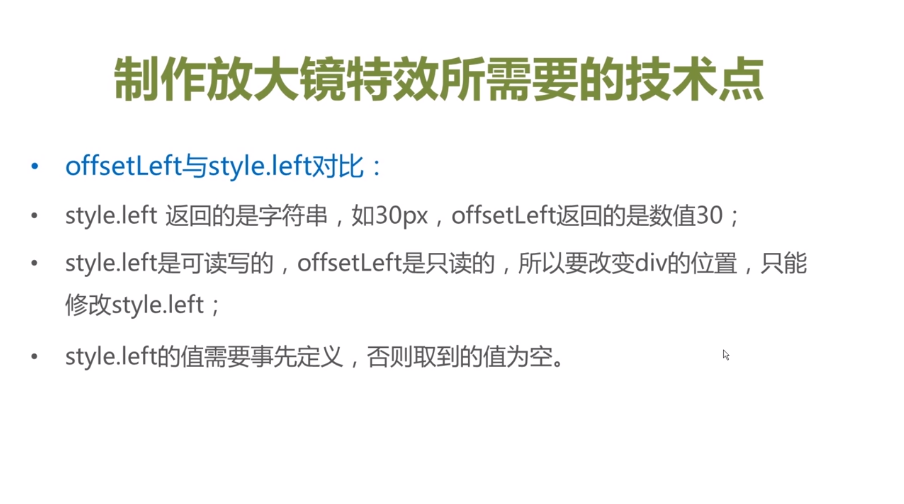 制作放大镜特效所需要的技术点
• offsetLeft与style.left对比：
• style.left 返回的是字符串，如30px，offsetLeft返回的是数值30；
• style.left是可读写的，offsetLeft是只读的，所以要改变div的位置，只能
修改style.left；
• style.left的值需要事先定义，否则取到的值为空。